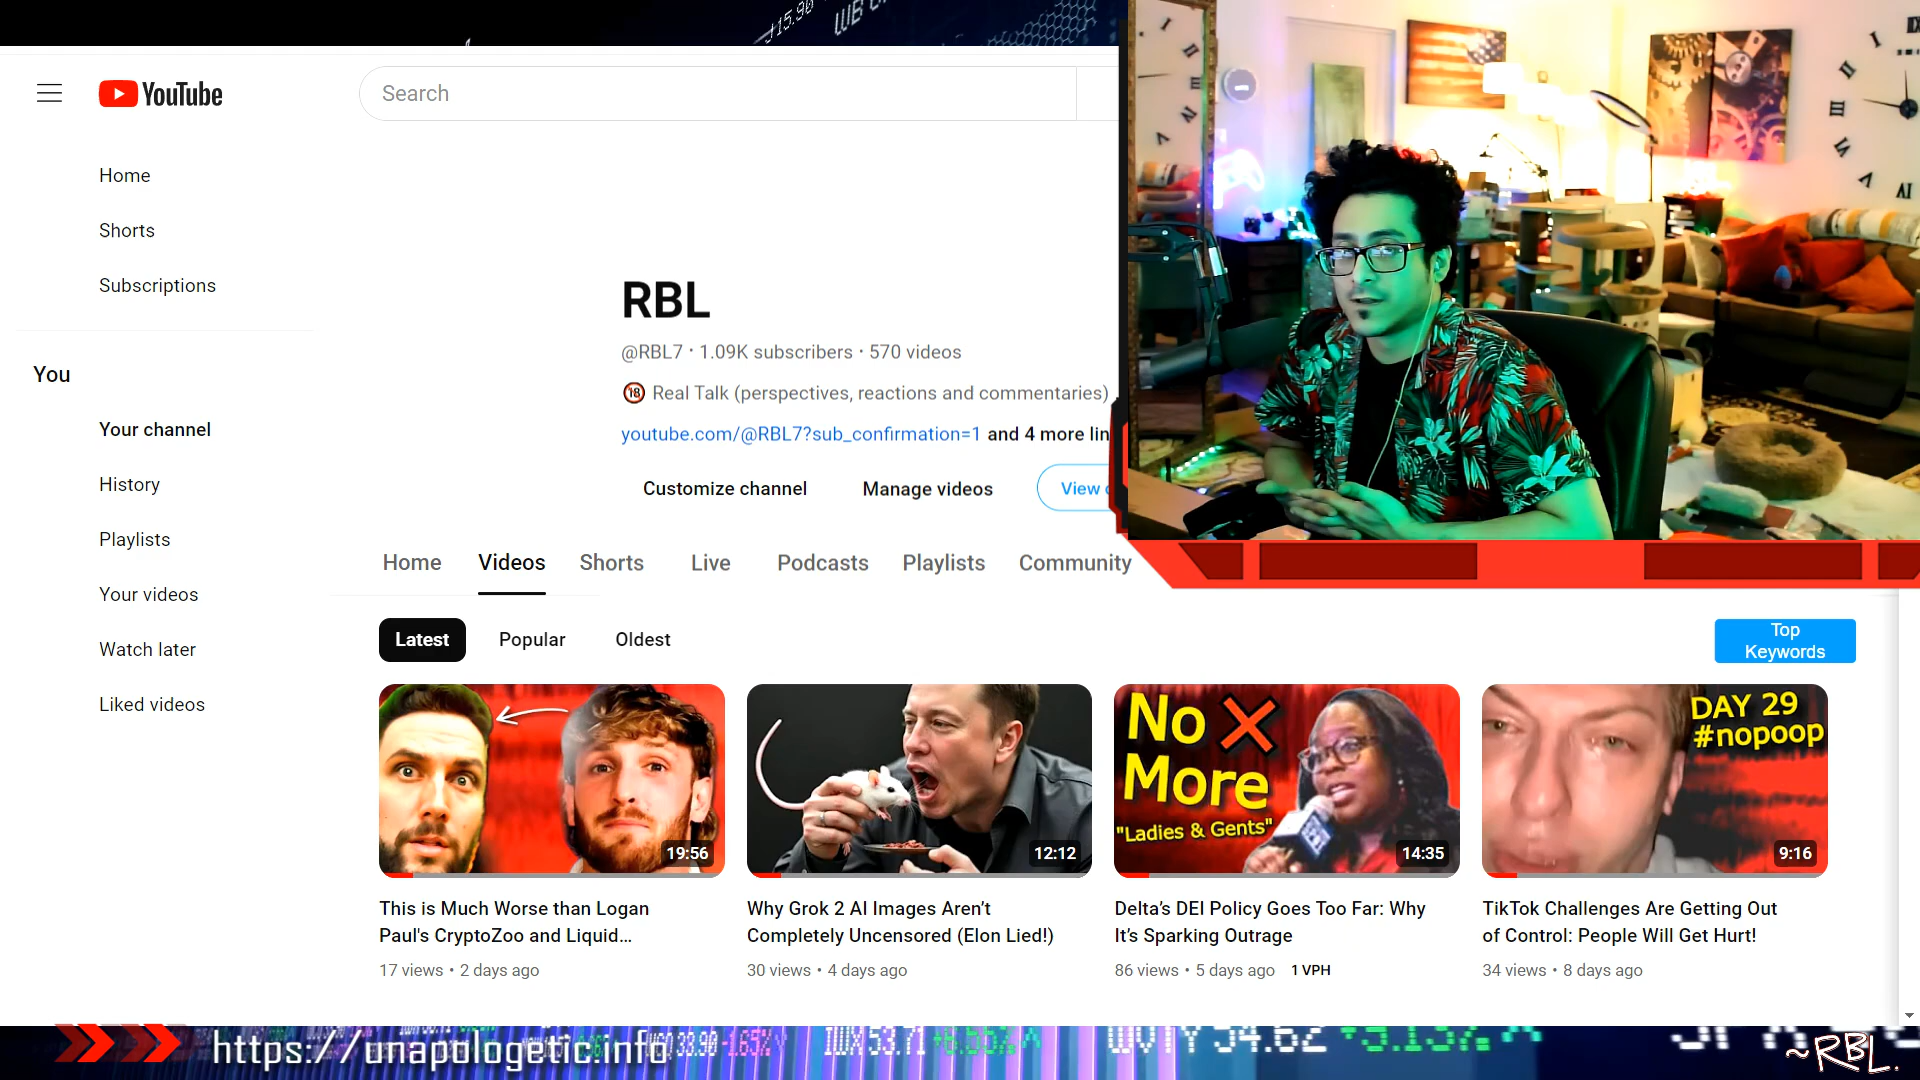 YouTube
Search
Home
Shorts
Subscriptions
You
Your channel
History
Playlists
Your videos
Watch later
Liked videos
RBL
@RBL7 • 1.09K subscribers • 570 videos
18 Real Talk (perspectives, reactions and commentaries)
youtube.com/@RBL7?sub_confirmation=1 and 4 more lin
Customize channel
Manage videos
View
Home
Videos
Shorts
Live
Podcasts
Playlists
Community
Latest
Popular
Oldest
Top
Keywords
19:56
12:12
No
More
"Ladies & Gents"
14:35
DAY 29
#nopoop
9:16
This is Much Worse than Logan
Paul's CryptoZoo and Liquid...
17 views • 2 days ago
Why Grok 2 AI Images Aren’t
Completely Uncensored (Elon Lied!)
30 views • 4 days ago
Delta’s DEI Policy Goes Too Far: Why
It’s Sparking Outrage
86 views • 5 days ago 1 VPH
TikTok Challenges Are Getting Out
of Control: People Will Get Hurt!
34 views • 8 days ago
https://unapologetic.info
~RBL.